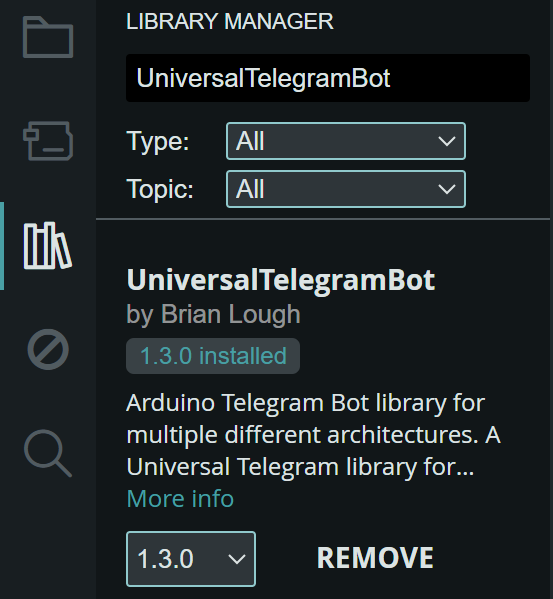 LIBRARY MANAGER
UniversalTelegramBot
Type: All
Topic: All
UniversalTelegramBot
by Brian Lough
1.3.0 installed
Arduino Telegram Bot library for
multiple different architectures. A
Universal Telegram library for...
More info
1.3.0 REMOVE